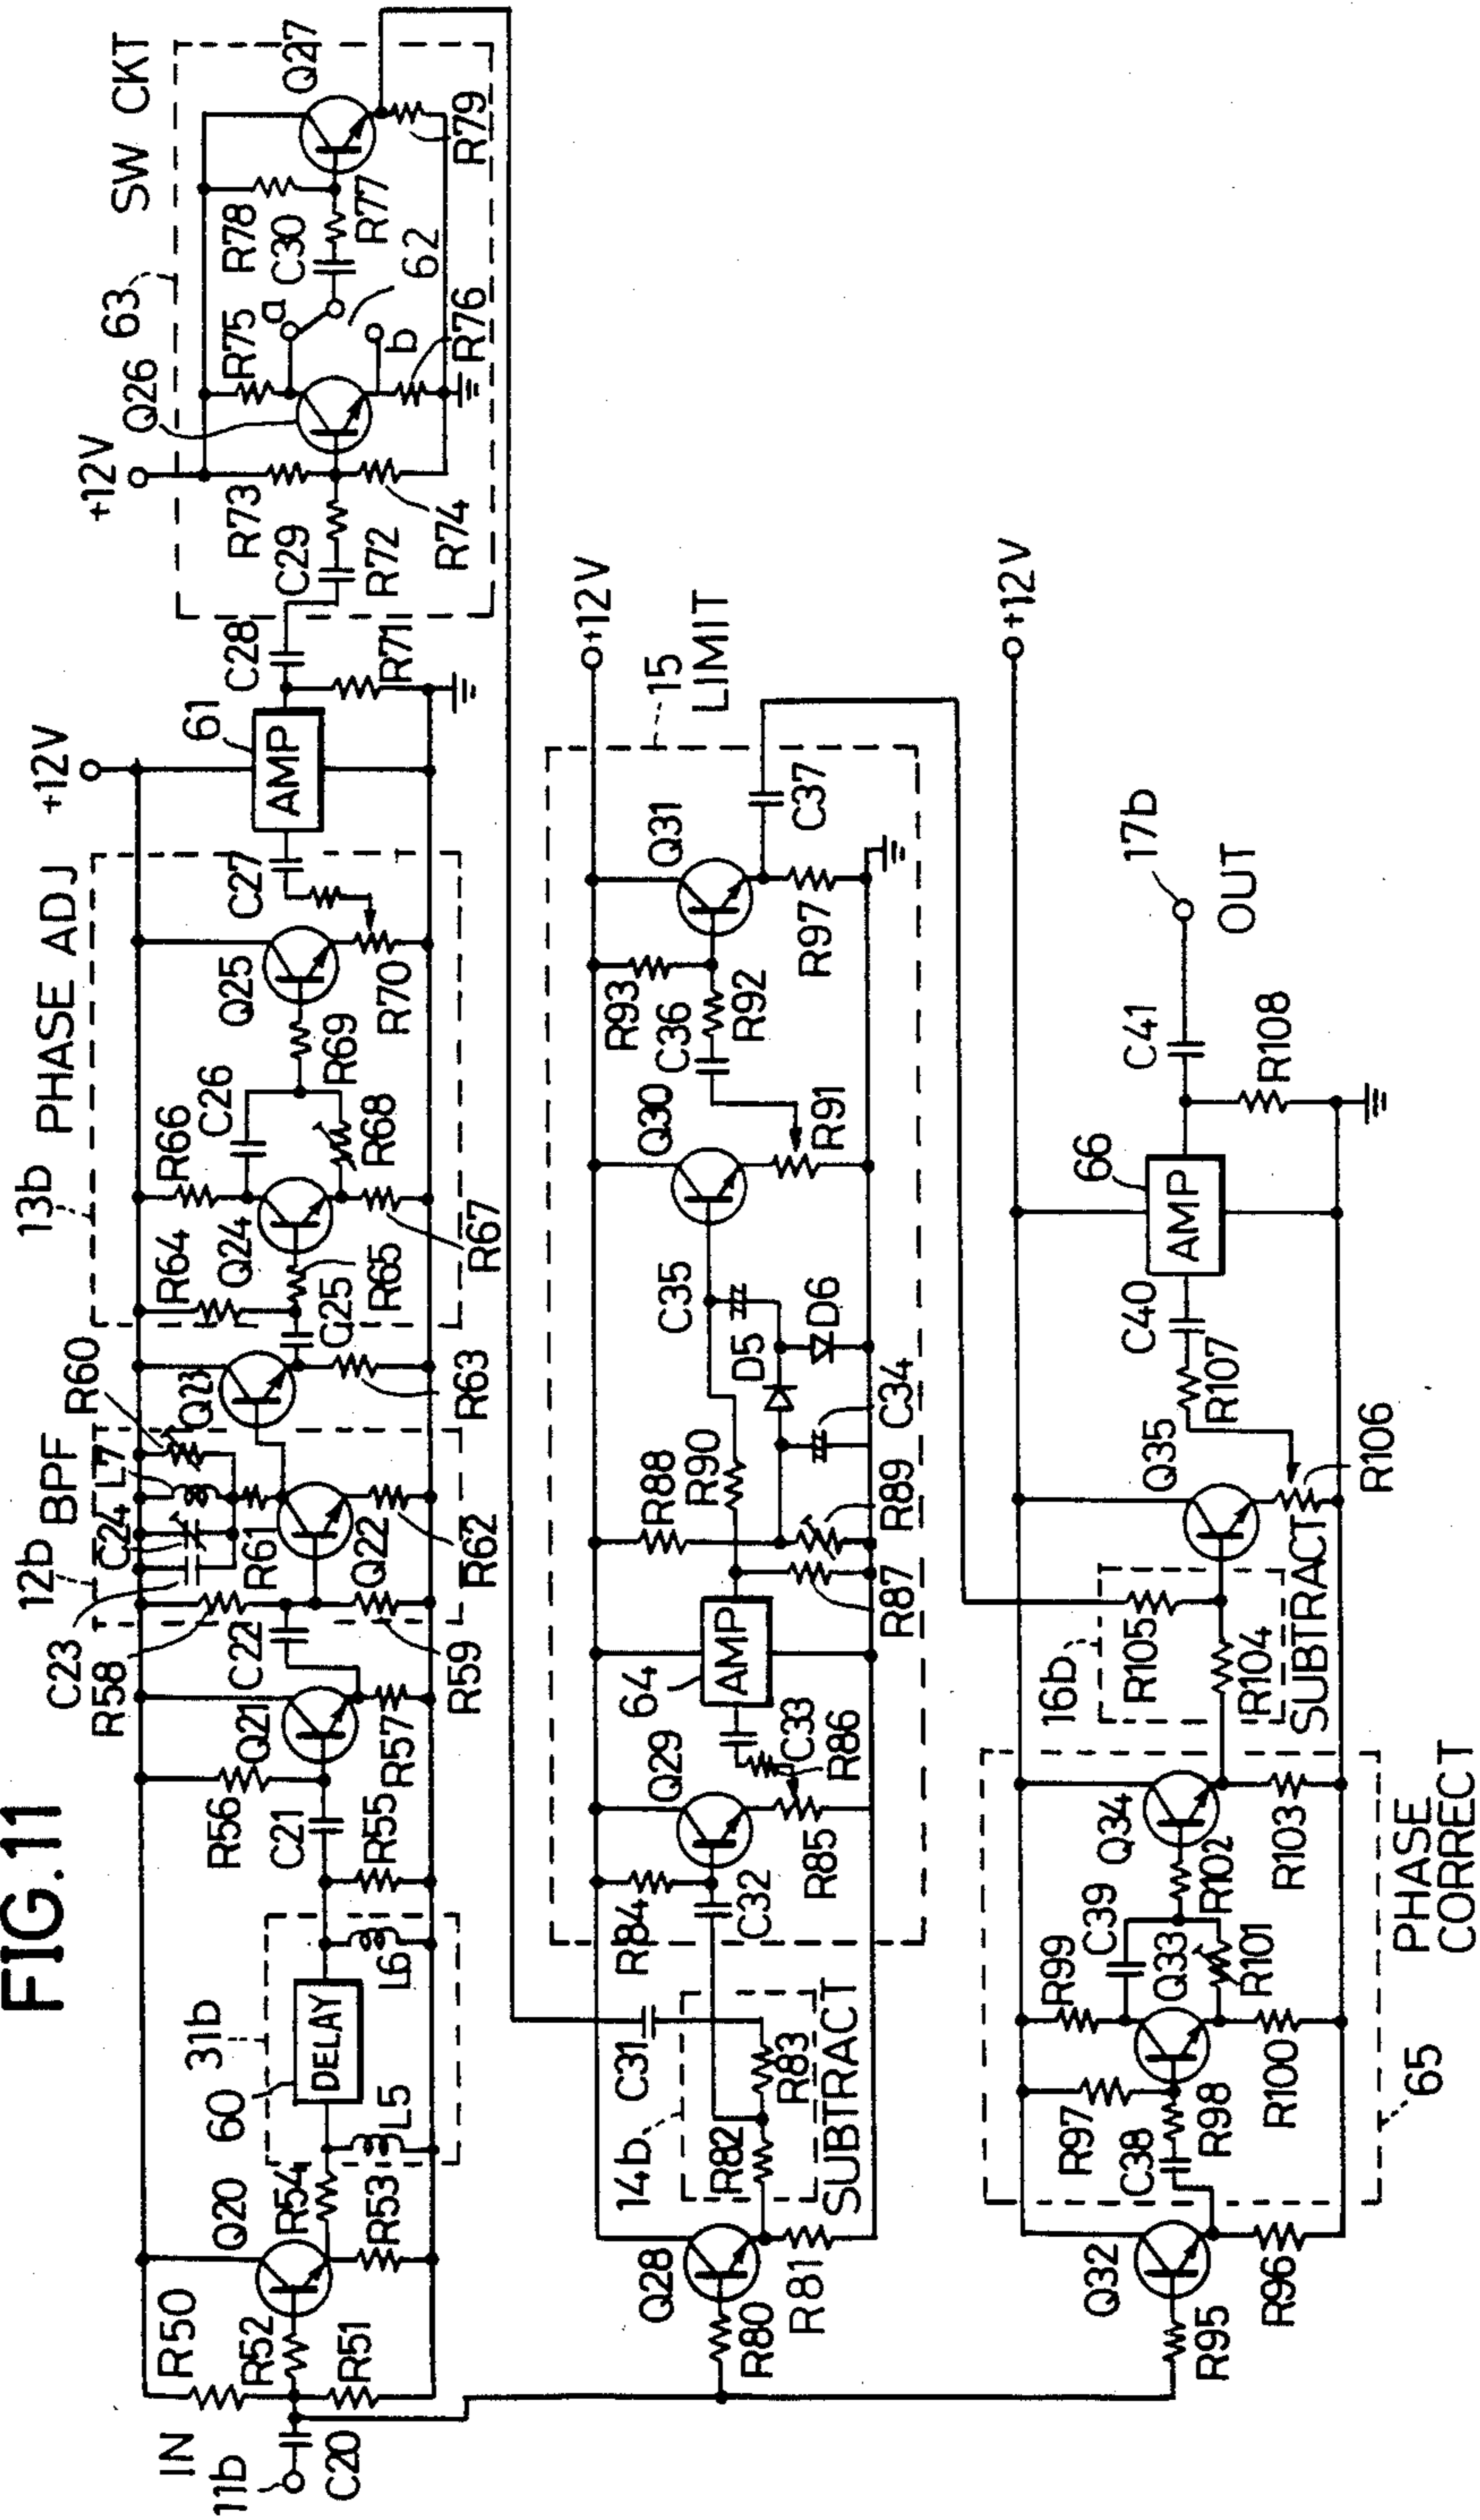 FIG.11
IN
11b
C20
R50
R52
R51
Q20
R54
R53
60
31b
DELAY
L5
L6
R55
C21
R56
Q21
R57
C22
R58
C23
R59
12b BPF
C24
L7
R60
R61
Q22
R62
Q23
R63
C25
13b PHASE ADJ
R64
Q24
R65
R66
R67
C26
R68
R69
Q25
R70
C27
+12V
61
AMP
R71
C28
63
SW CKT
+12V
C29
R72
R73
R74
Q26
R75
R76
a
b
62
C30
R77
R78
Q27
R79
R80
Q28
R81
14b
R82
R83
SUBTRACT
C31
C32
R84
Q29
R85
R86
C33
64
AMP
R87
R88
R89
R90
C34
D5
D6
C35
Q30
R91
C36
R92
R93
Q31
R97
C37
15
LIMIT
+12V
R95
Q32
R96
C38
R97
R98
Q33
R99
R100
C39
R101
R102
Q34
R103
65
PHASE
CORRECT
16b
R104
R105
SUBTRACT
Q35
R106
R107
C40
66
AMP
R108
C41
17b
OUT
+12V